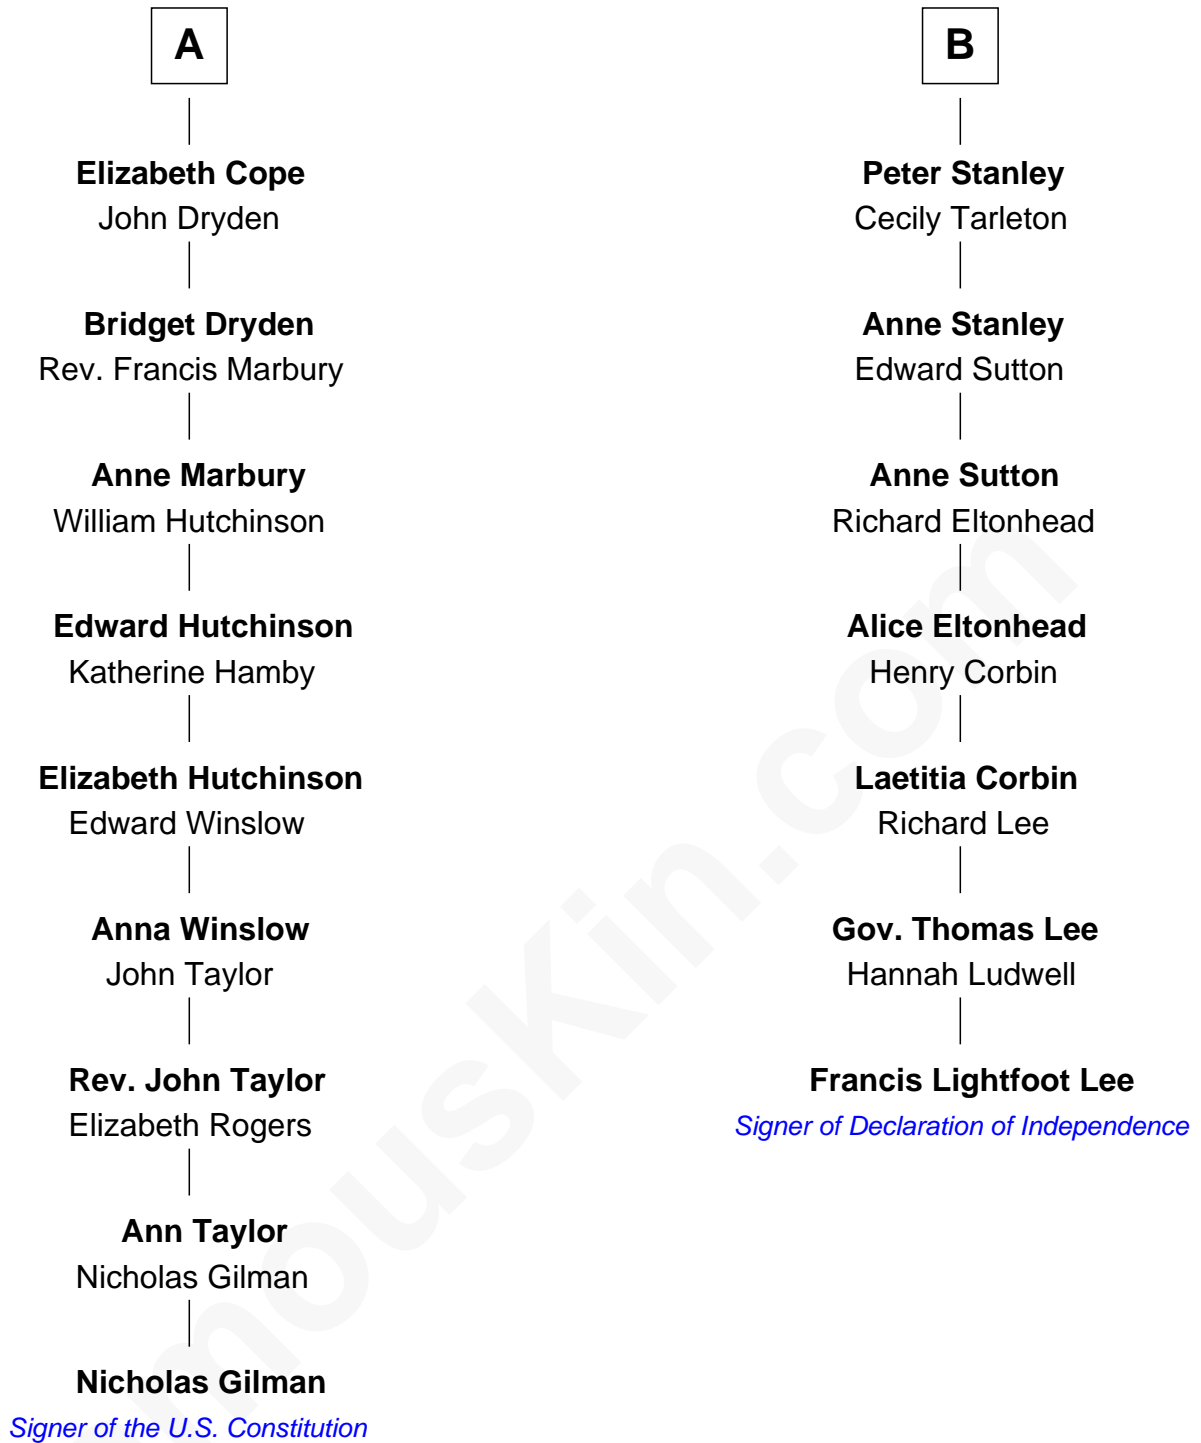 A
Elizabeth Cope
John Dryden
Bridget Dryden
Rev. Francis Marbury
Anne Marbury
William Hutchinson
Edward Hutchinson
Katherine Hamby
Elizabeth Hutchinson
Edward Winslow
Anna Winslow
John Taylor
Rev. John Taylor
Elizabeth Rogers
Ann Taylor
Nicholas Gilman
Nicholas Gilman
Signer of the U.S. Constitution
B
Peter Stanley
Cecily Tarleton
Anne Stanley
Edward Sutton
Anne Sutton
Richard Eltonhead
Alice Eltonhead
Henry Corbin
Laetitia Corbin
Richard Lee
Gov. Thomas Lee
Hannah Ludwell
Francis Lightfoot Lee
Signer of Declaration of Independence
mousKin.com